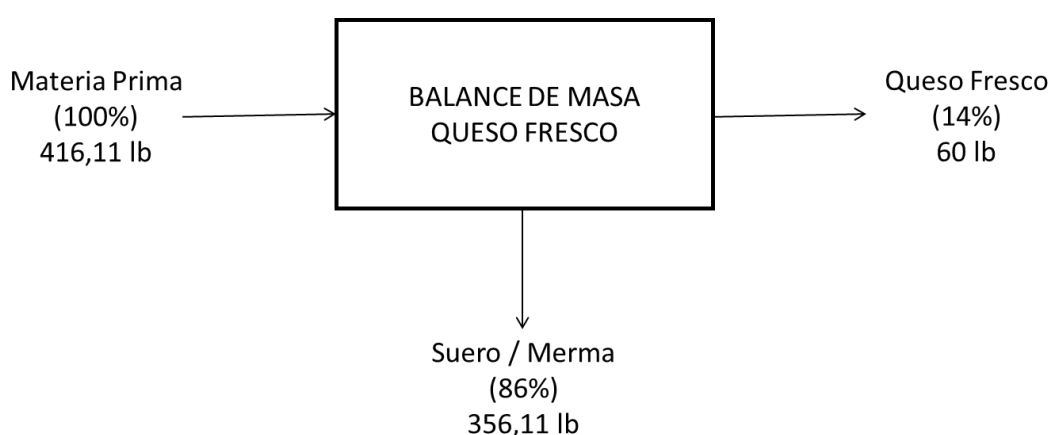 Materia Prima
(100%)
416,11 lb
BALANCE DE MASA
QUESO FRESCO
Queso Fresco
(14%)
60 lb
Suero / Merma
(86%)
356,11 lb